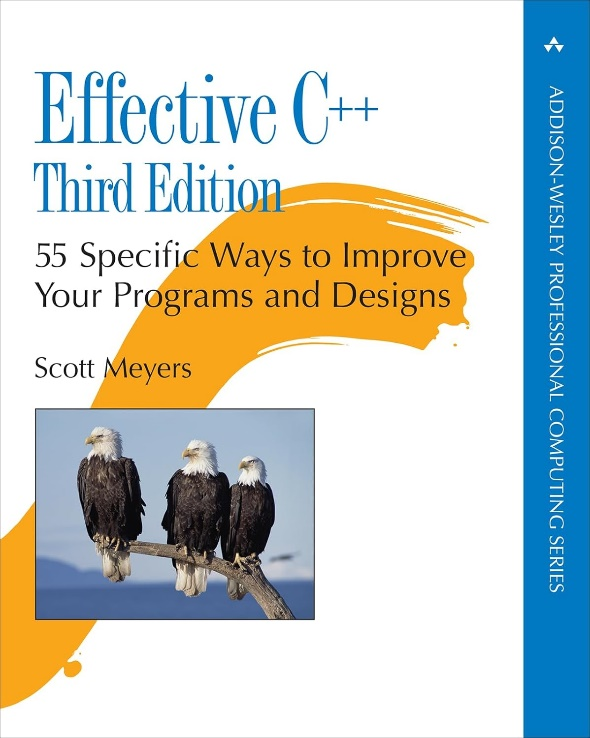 Effective C++
Third Edition
55 Specific Ways to Improve
Your Programs and Designs
Scott Meyers
ADDISON-WESLEY PROFESSIONAL COMPUTING SERIES